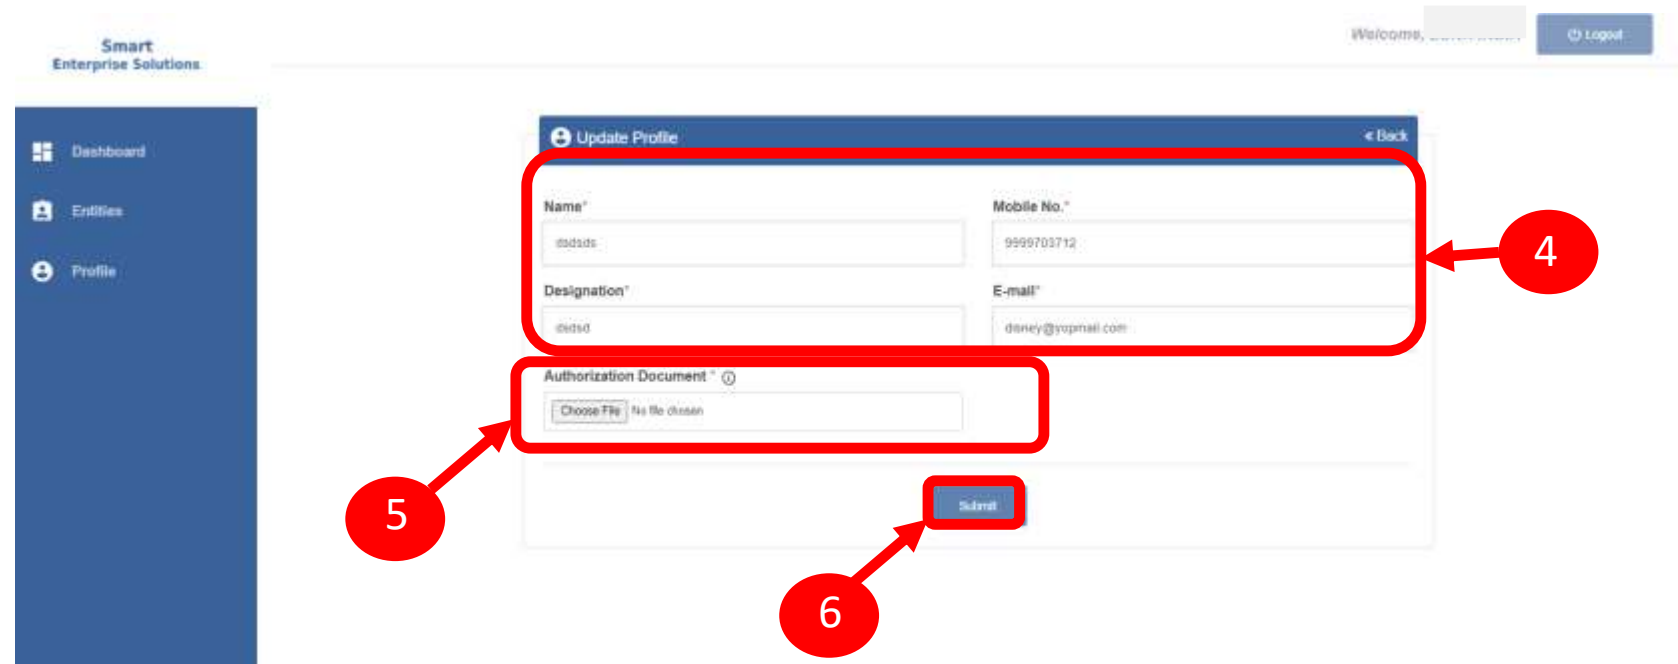 Smart
Enterprise Solutions
Welcome,
Logout
Dashboard
Entities
Profile
Update Profile
« Back
Name*
Mobile No.*
dsdsds
9999703712
4
Designation*
E-mail*
dsdsd
disney@yopmail.com
Authorization Document *
Choose File No file chosen
5
Submit
6